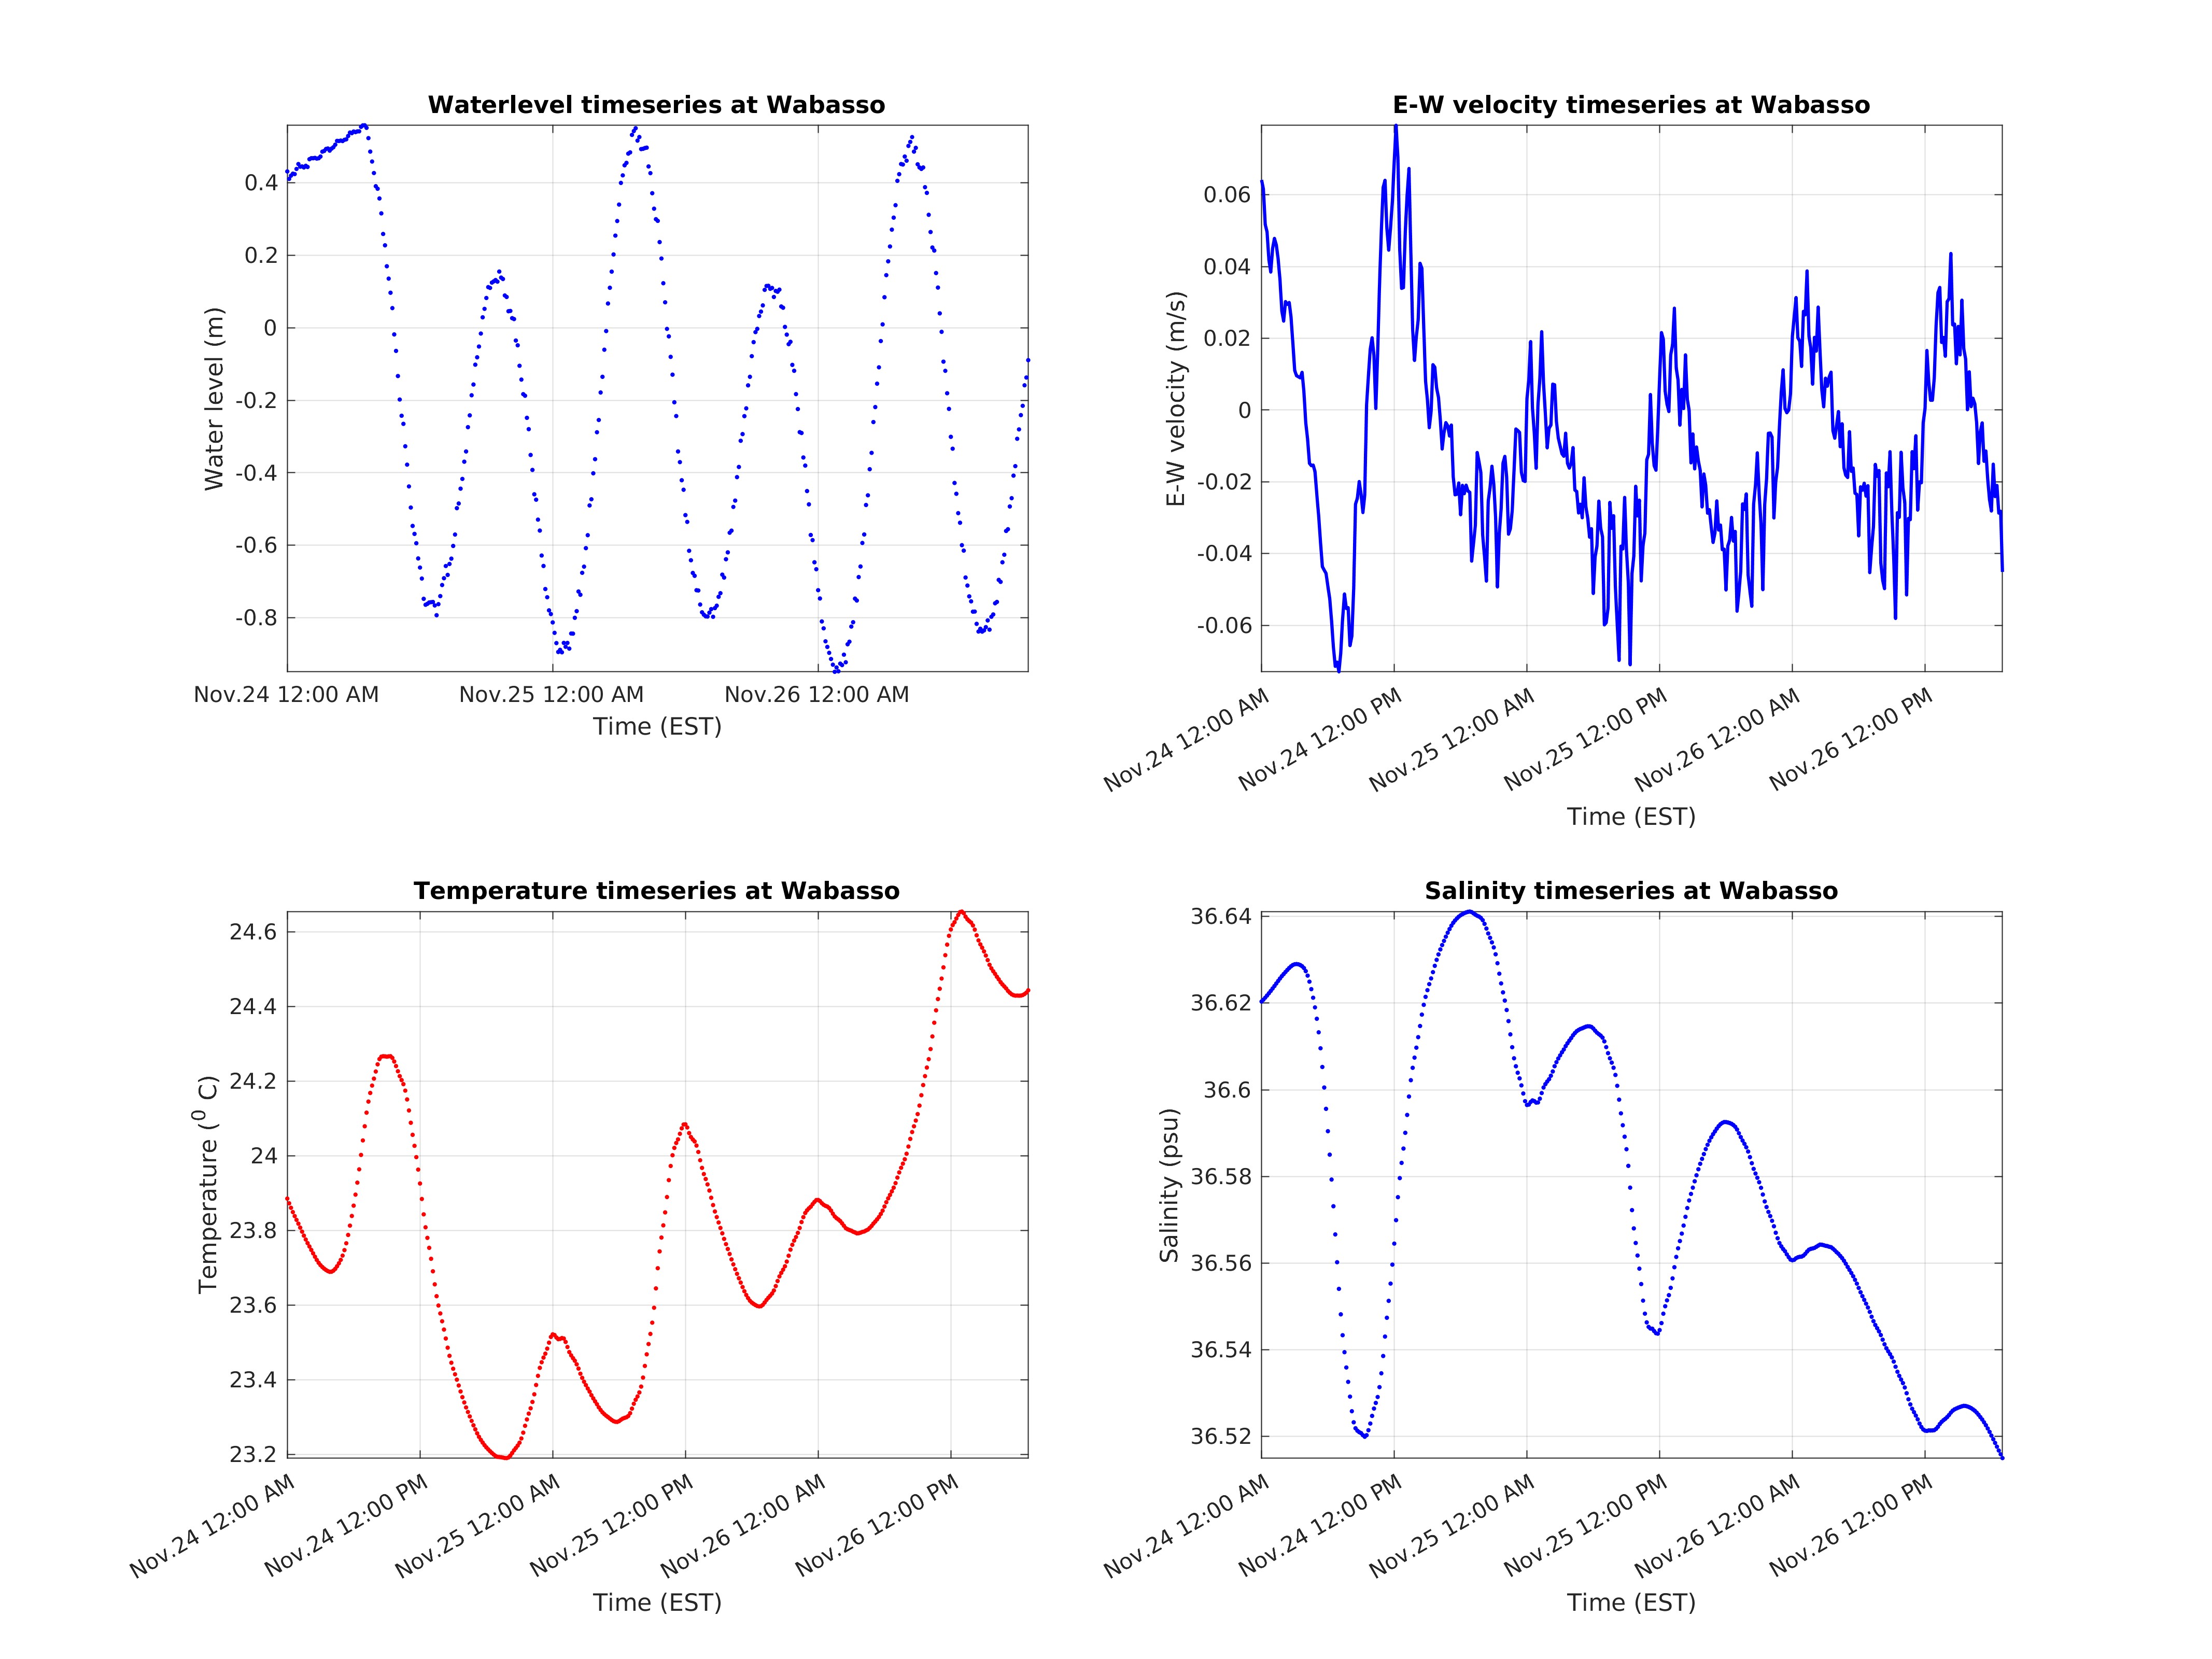 Waterlevel timeseries at Wabasso
0.4
0.2
0
-0.2
-0.4
-0.6
-0.8
Water level (m)
Nov.24 12:00 AM
Nov.25 12:00 AM
Nov.26 12:00 AM
Time (EST)
E-W velocity timeseries at Wabasso
0.06
0.04
0.02
0
-0.02
-0.04
-0.06
E-W velocity (m/s)
Nov.24 12:00 AM
Nov.24 12:00 PM
Nov.25 12:00 AM
Nov.25 12:00 PM
Nov.26 12:00 AM
Nov.26 12:00 PM
Time (EST)
Temperature timeseries at Wabasso
24.6
24.4
24.2
24
23.8
23.6
23.4
23.2
Temperature (⁰ C)
Nov.24 12:00 AM
Nov.24 12:00 PM
Nov.25 12:00 AM
Nov.25 12:00 PM
Nov.26 12:00 AM
Nov.26 12:00 PM
Time (EST)
Salinity timeseries at Wabasso
36.64
36.62
36.6
36.58
36.56
36.54
36.52
Salinity (psu)
Nov.24 12:00 AM
Nov.24 12:00 PM
Nov.25 12:00 AM
Nov.25 12:00 PM
Nov.26 12:00 AM
Nov.26 12:00 PM
Time (EST)